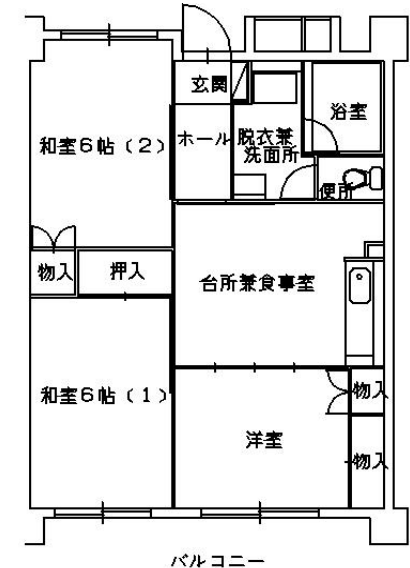 玄関
浴室
和室6帖(2)
ホール
脱衣兼
洗面所
便所
物入
押入
台所兼食事室
和室6帖(1)
物入
洋室
物入
バルコニー